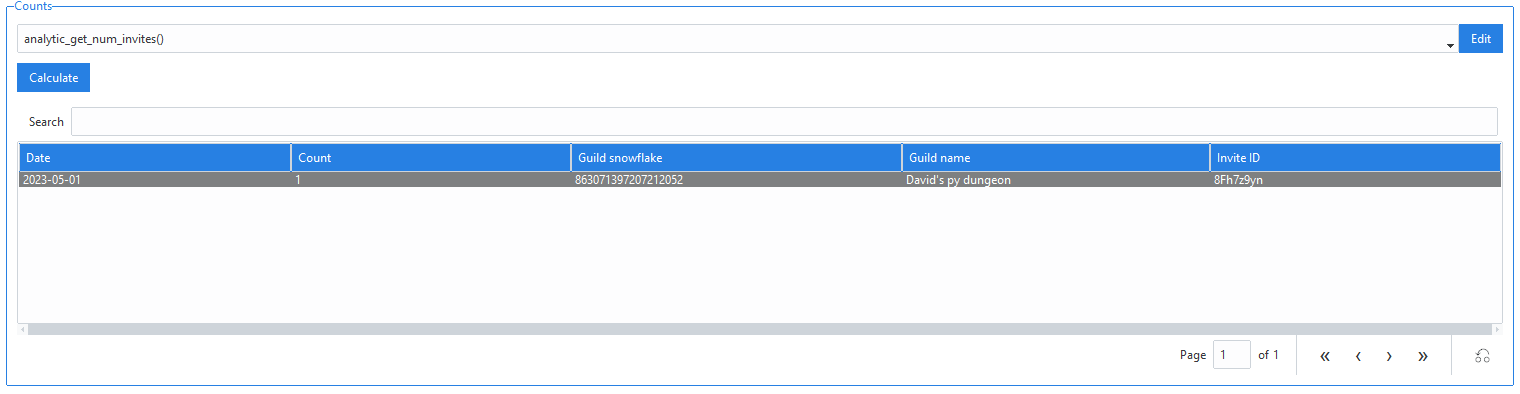 Counts
analytic_get_num_invites()
Edit
Calculate
Search
Date Count Guild snowflake Guild name Invite ID
2023-05-01 1 863071397207212052 David's py dungeon 8Fh7z9yn
Page 1 of 1 « ‹ › »